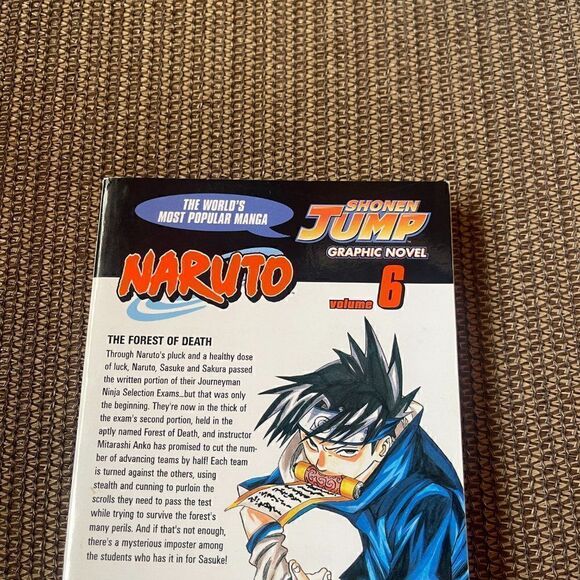 THE WORLD'S
MOST POPULAR MANGA
SHONEN
JUMP
GRAPHIC NOVEL
NARUTO
volume 6
THE FOREST OF DEATH
Through Naruto's pluck and a healthy dose
of luck, Naruto, Sasuke and Sakura passed
the written portion of their Journeyman
Ninja Selection Exams...but that was only
the beginning. They're now in the thick of
the exam's second portion, held in the
aptly named Forest of Death, and instructor
Mitarashi Anko has promised to cut the num-
ber of advancing teams by half! Each team
is turned against the others, using
stealth and cunning to purloin the
scrolls they need to pass the test
while trying to survive the forest's
many perils. And if that's not enough,
there's a mysterious imposter among
the students who has it in for Sasuke!